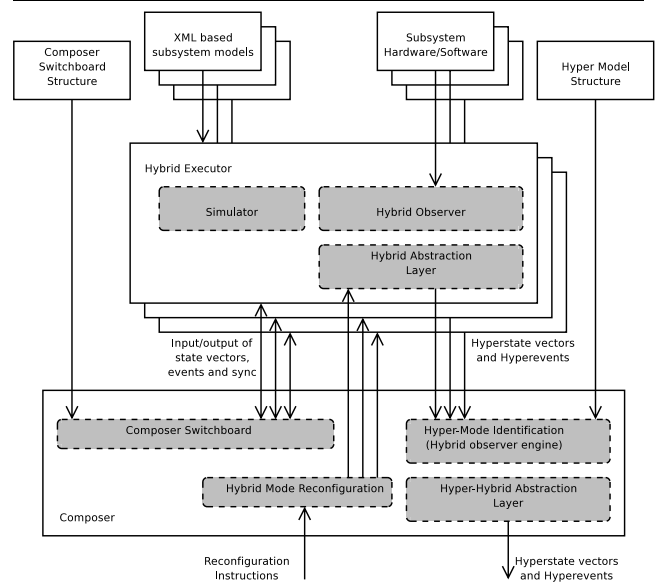 Composer
Switchboard
Structure
XML based
subsystem models
Subsystem
Hardware/Software
Hyper Model
Structure
Hybrid Executor
Simulator
Hybrid Observer
Hybrid Abstraction
Layer
Input/output of
state vectors,
events and sync
Hyperstate vectors
and Hyperevents
Composer Switchboard
Hyper-Mode Identification
(Hybrid observer engine)
Hybrid Mode Reconfiguration
Hyper-Hybrid Abstraction
Layer
Composer
Reconfiguration
Instructions
Hyperstate vectors
and Hyperevents